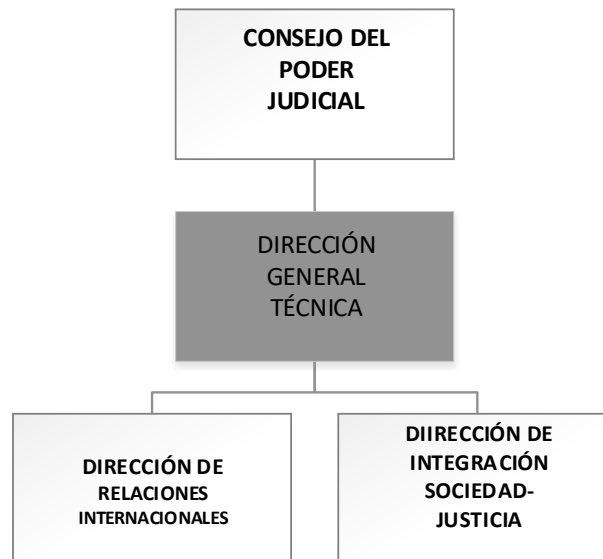 CONSEJO DEL
PODER
JUDICIAL
DIRECCIÓN
GENERAL
TÉCNICA
DIRECCIÓN DE
RELACIONES
INTERNACIONALES
DIIRECCIÓN DE
INTEGRACIÓN
SOCIEDAD-
JUSTICIA